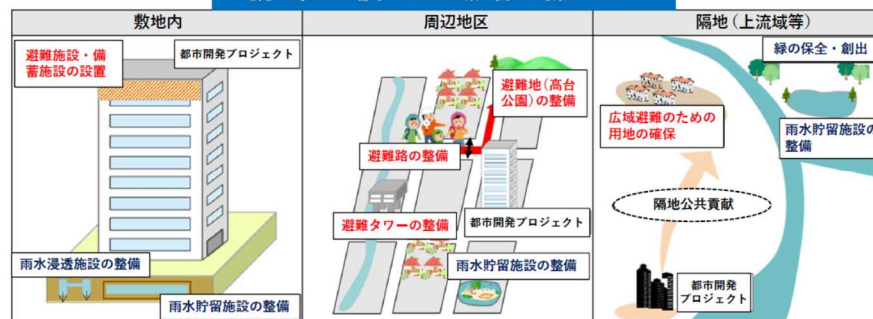 敷地内
避難施設・備
蓄施設の設置
都市開発プロジェクト
雨水浸透施設の整備
雨水貯留施設の整備
周辺地区
避難地(高台
公園)の整備
避難路の整備
避難タワーの整備
都市開発プロジェクト
雨水貯留施設の整備
隔地(上流域等)
緑の保全・創出
広域避難のための
用地の確保
雨水貯留施設の
整備
隔地公共貢献
都市開発
プロジェクト